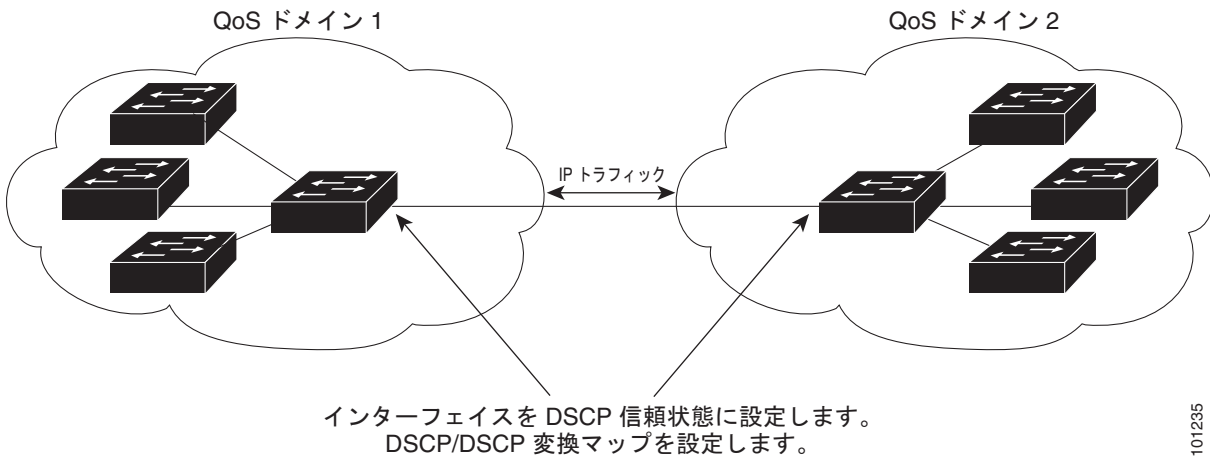 QoS ドメイン 1
QoS ドメイン 2
IP トラフィック
インターフェイスを DSCP 信頼状態に設定します。
DSCP/DSCP 変換マップを設定します。
101235